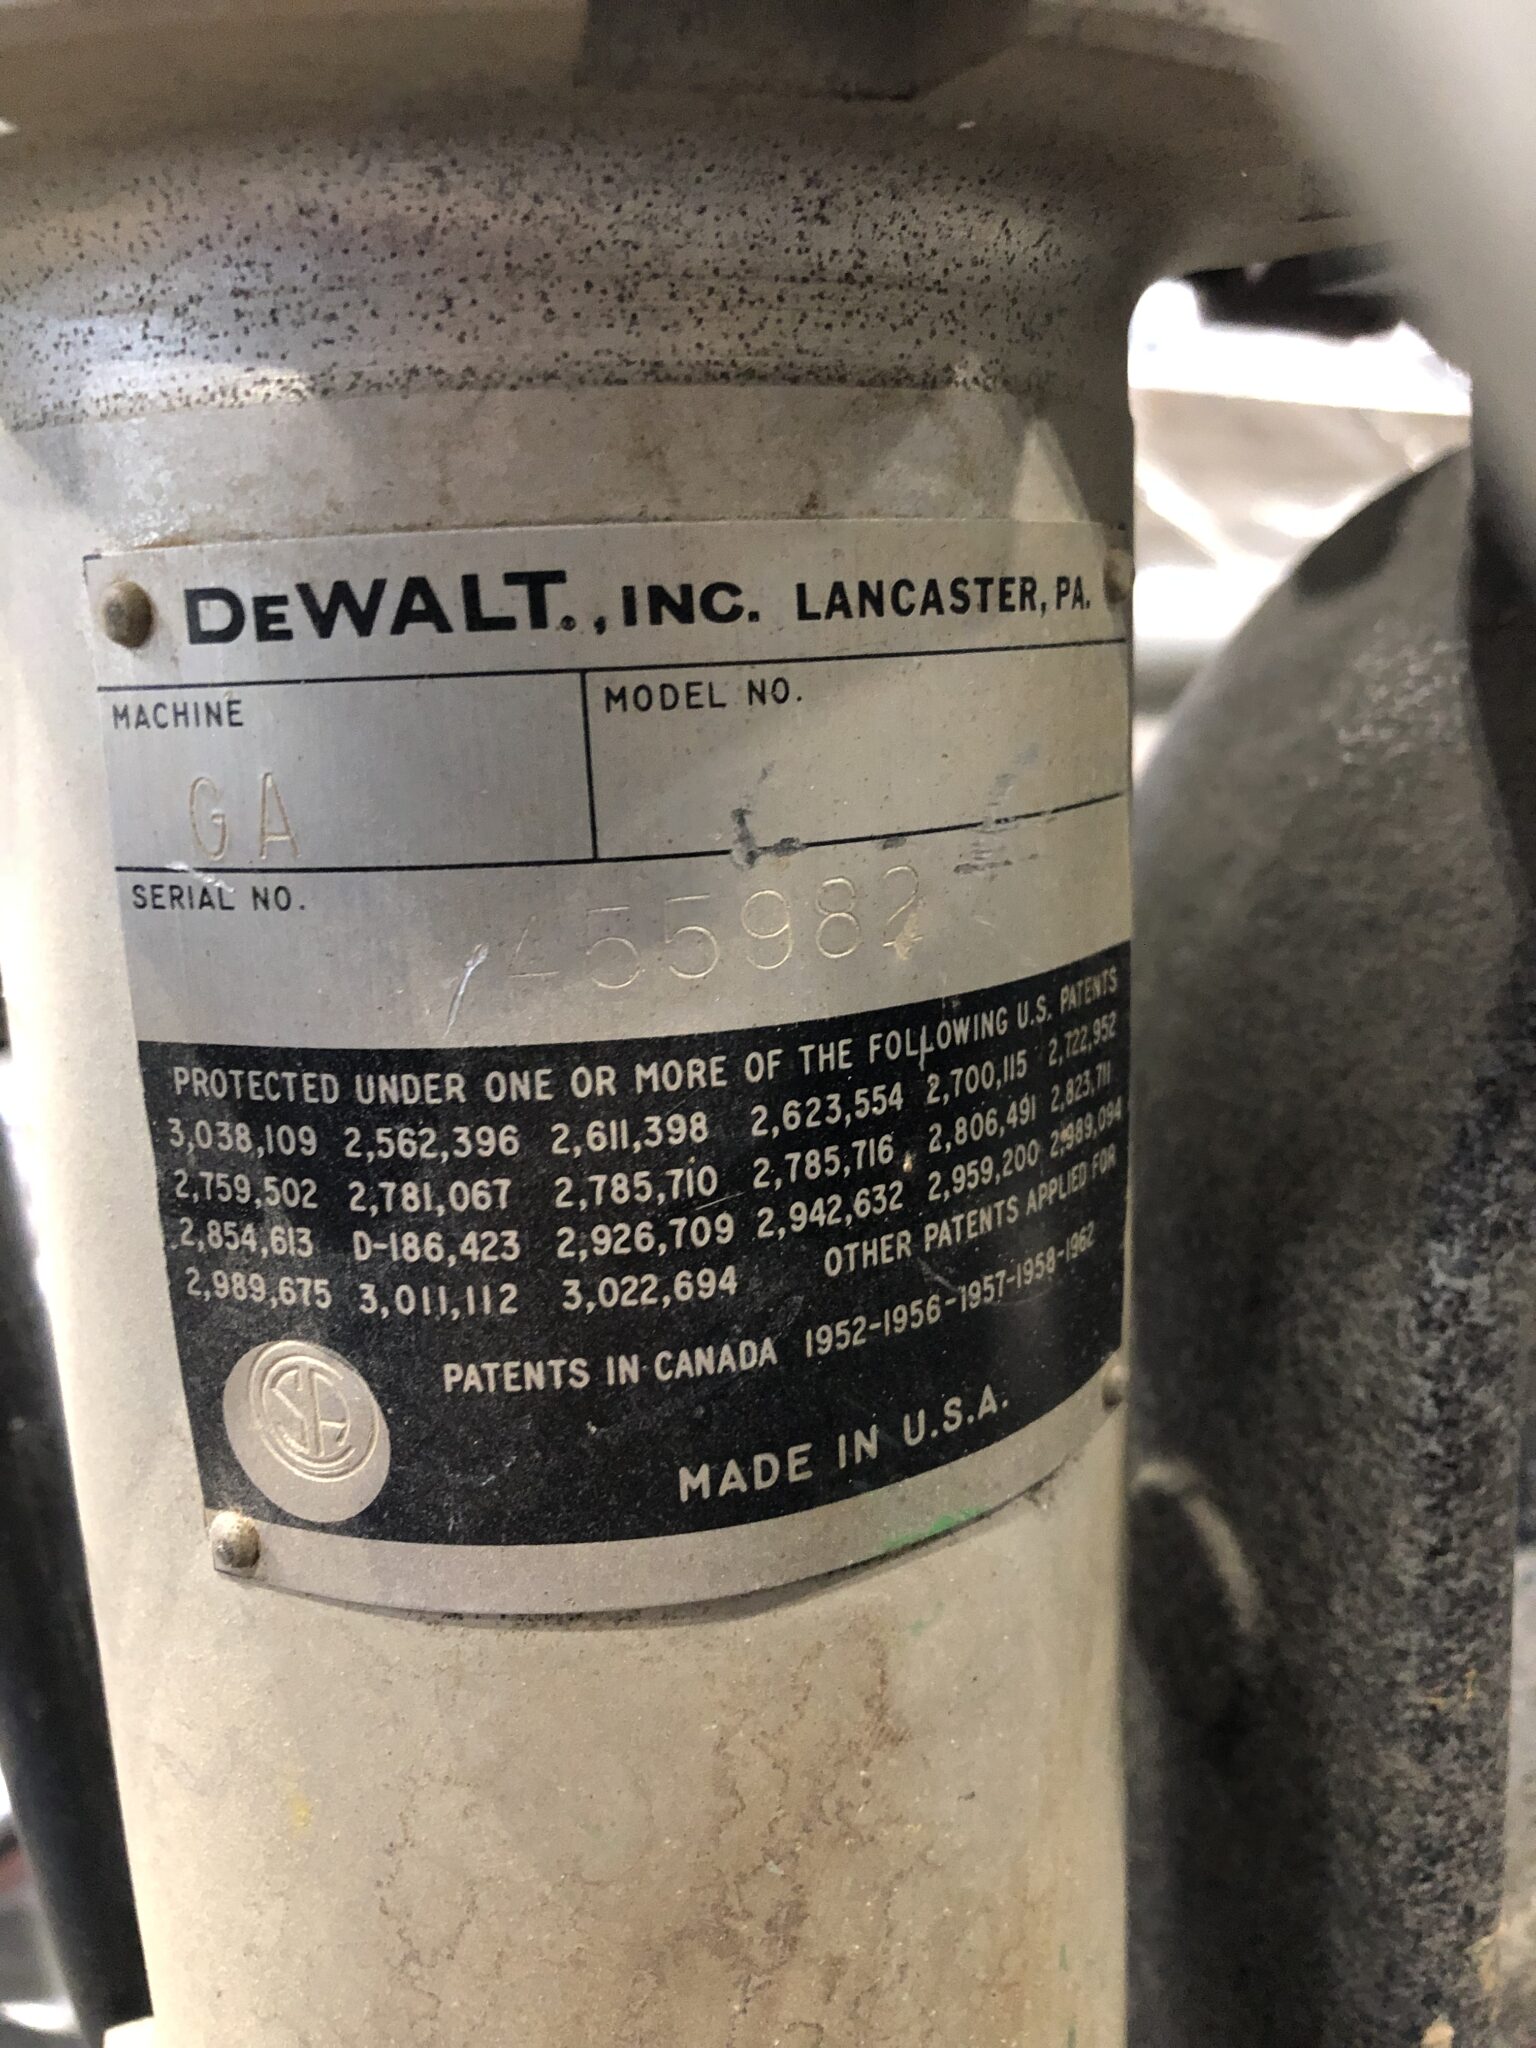 DEWALT®., INC. LANCASTER, PA.
MACHINE
MODEL NO.
GA
SERIAL NO.
455982
PROTECTED UNDER ONE OR MORE OF THE FOLLOWING U.S. PATENTS
3,038,109 2,562,396 2,611,398 2,623,554 2,700,115 2,722,952
2,759,502 2,781,067 2,785,710 2,785,716 2,806,491 2,823,711
2,854,613 D-186,423 2,926,709 2,942,632 2,959,200 2,989,094
2,989,675 3,011,112 3,022,694 OTHER PATENTS APPLIED FOR
PATENTS IN CANADA 1952-1956-1957-1958-1962
MADE IN U.S.A.